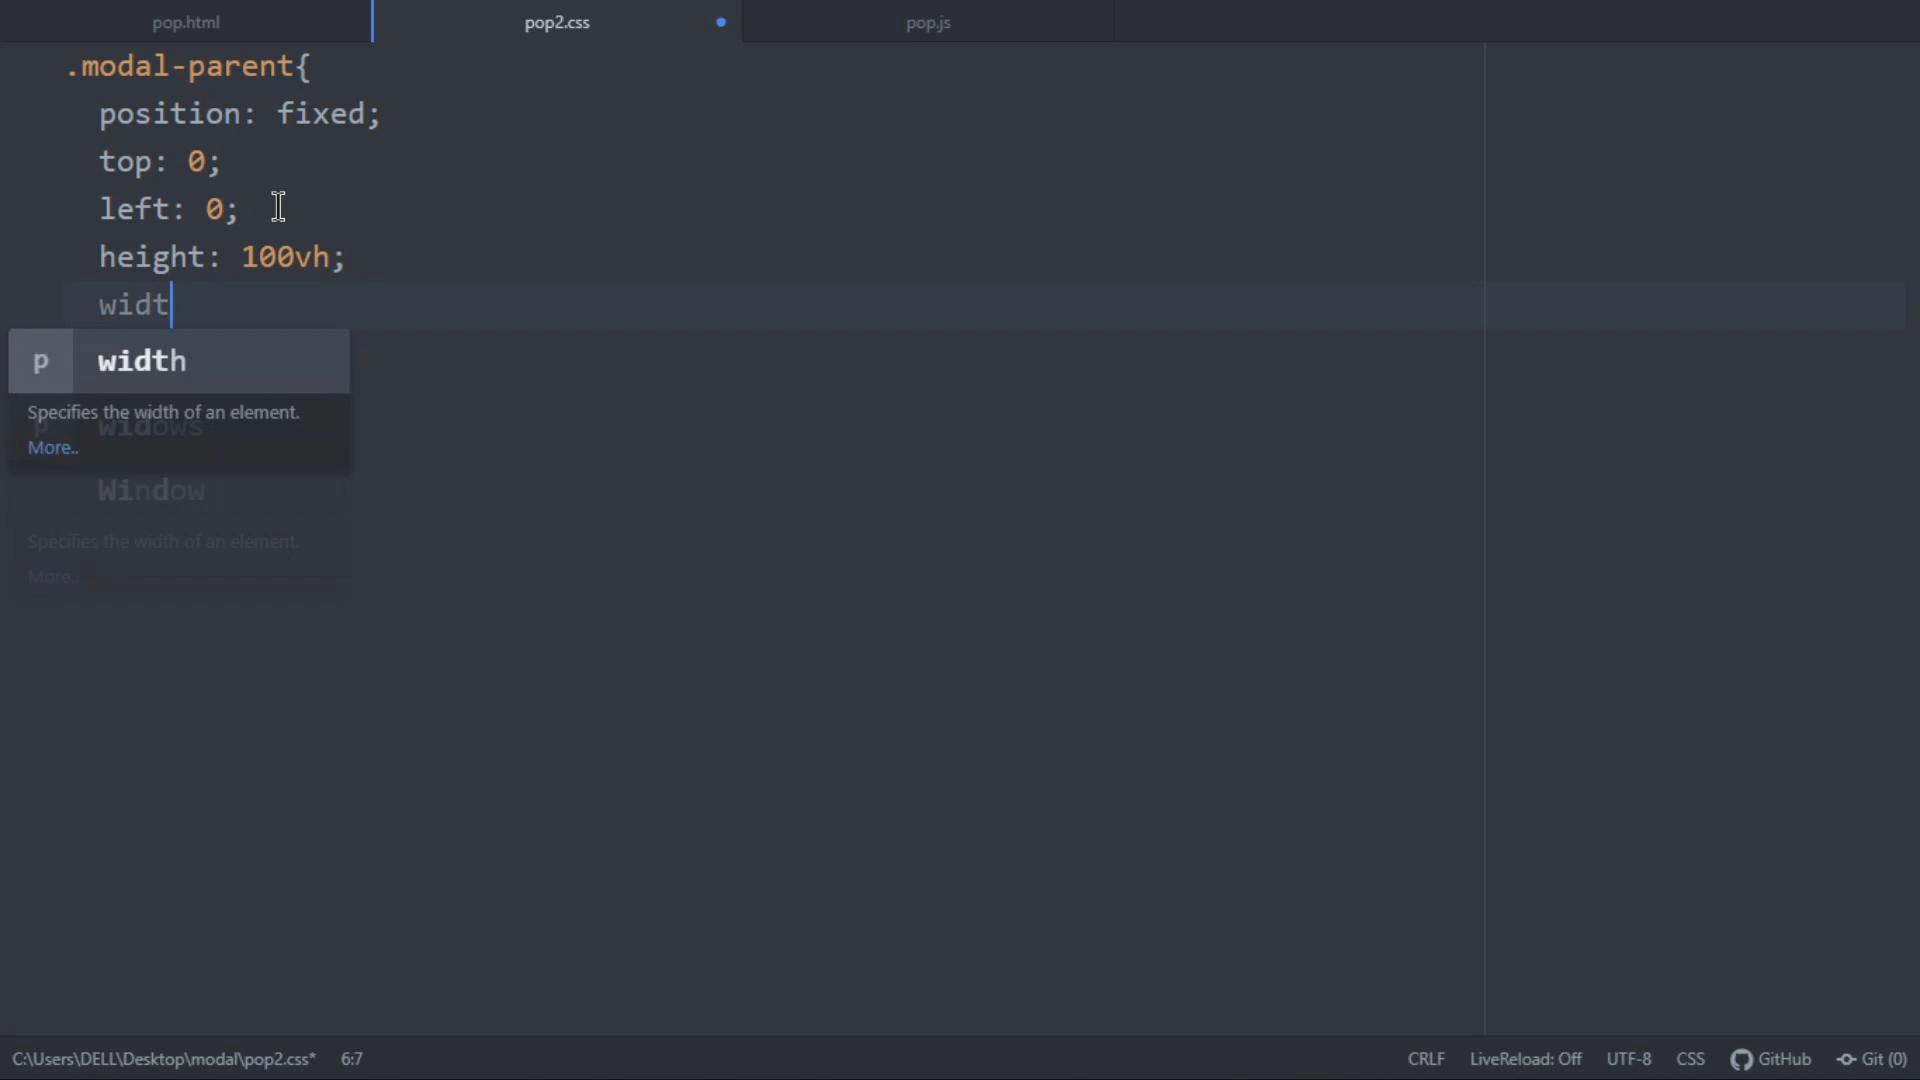 pop.html pop2.css pop.js
.modal-parent{
position: fixed;
top: 0;
left: 0;
height: 100vh;
widt
p width
Specifies the width of an element.
p widows
More..
Window
Specifies the width of an element.
More..
C:\Users\DELL\Desktop\modal\pop2.css* 6:7 CRLF LiveReload: Off UTF-8 CSS GitHub Git (0)